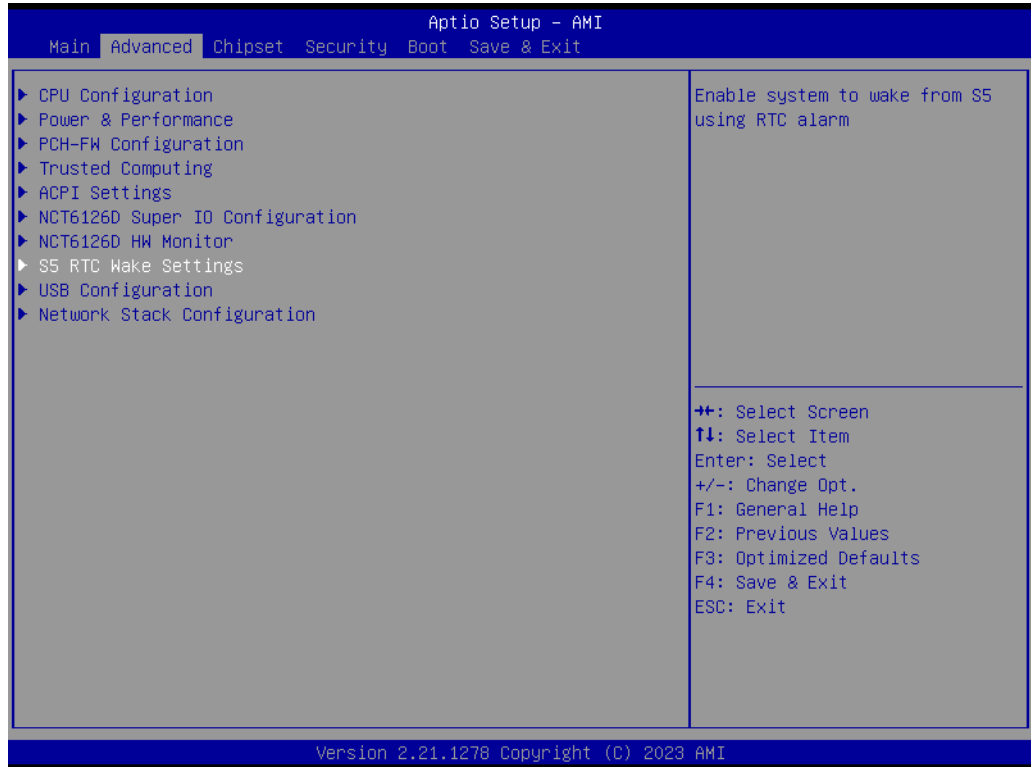 Aptio Setup – AMI
Main Advanced Chipset Security Boot Save & Exit
▶ CPU Configuration
▶ Power & Performance
▶ PCH-FW Configuration
▶ Trusted Computing
▶ ACPI Settings
▶ NCT6126D Super IO Configuration
▶ NCT6126D HW Monitor
▶ S5 RTC Wake Settings
▶ USB Configuration
▶ Network Stack Configuration
Enable system to wake from S5
using RTC alarm
→←: Select Screen
↑↓: Select Item
Enter: Select
+/-: Change Opt.
F1: General Help
F2: Previous Values
F3: Optimized Defaults
F4: Save & Exit
ESC: Exit
Version 2.21.1278 Copyright (C) 2023 AMI